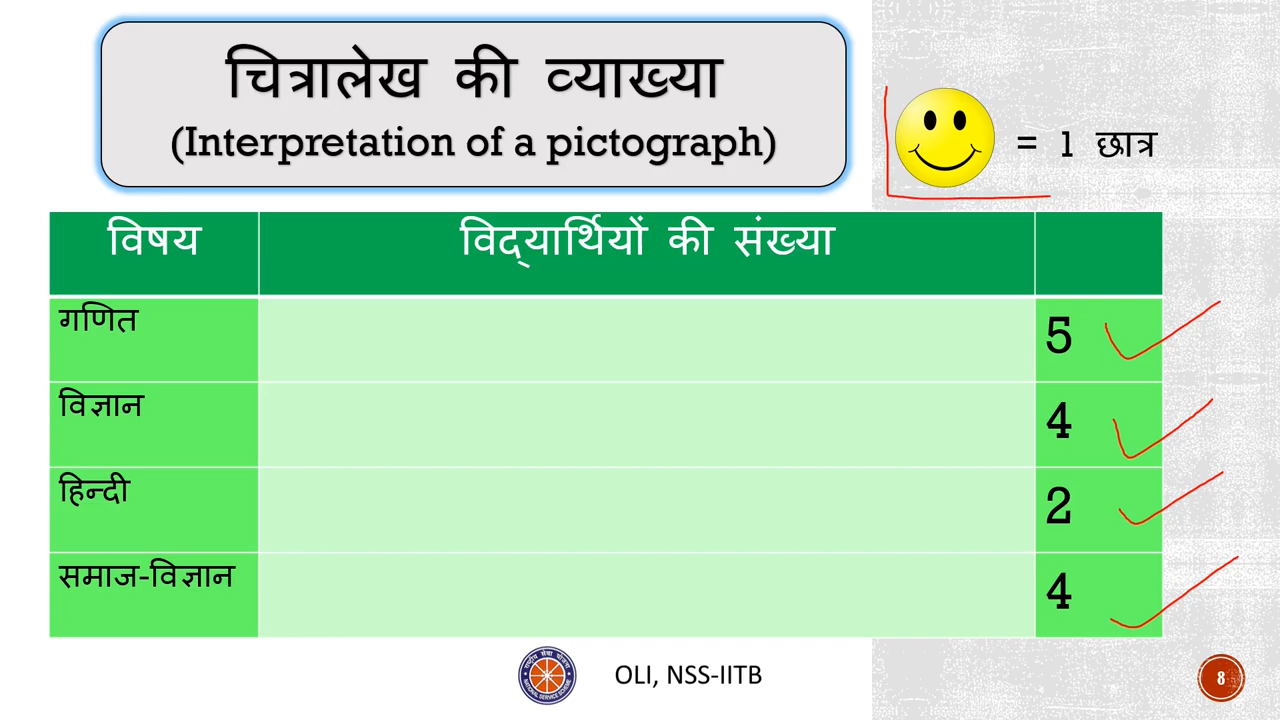 चित्रालेख की व्याख्या
(Interpretation of a pictograph)
= 1 छात्र
विषय विद्यार्थियों की संख्या
गणित 5
विज्ञान 4
हिन्दी 2
समाज-विज्ञान 4
OLI, NSS-IITB
8